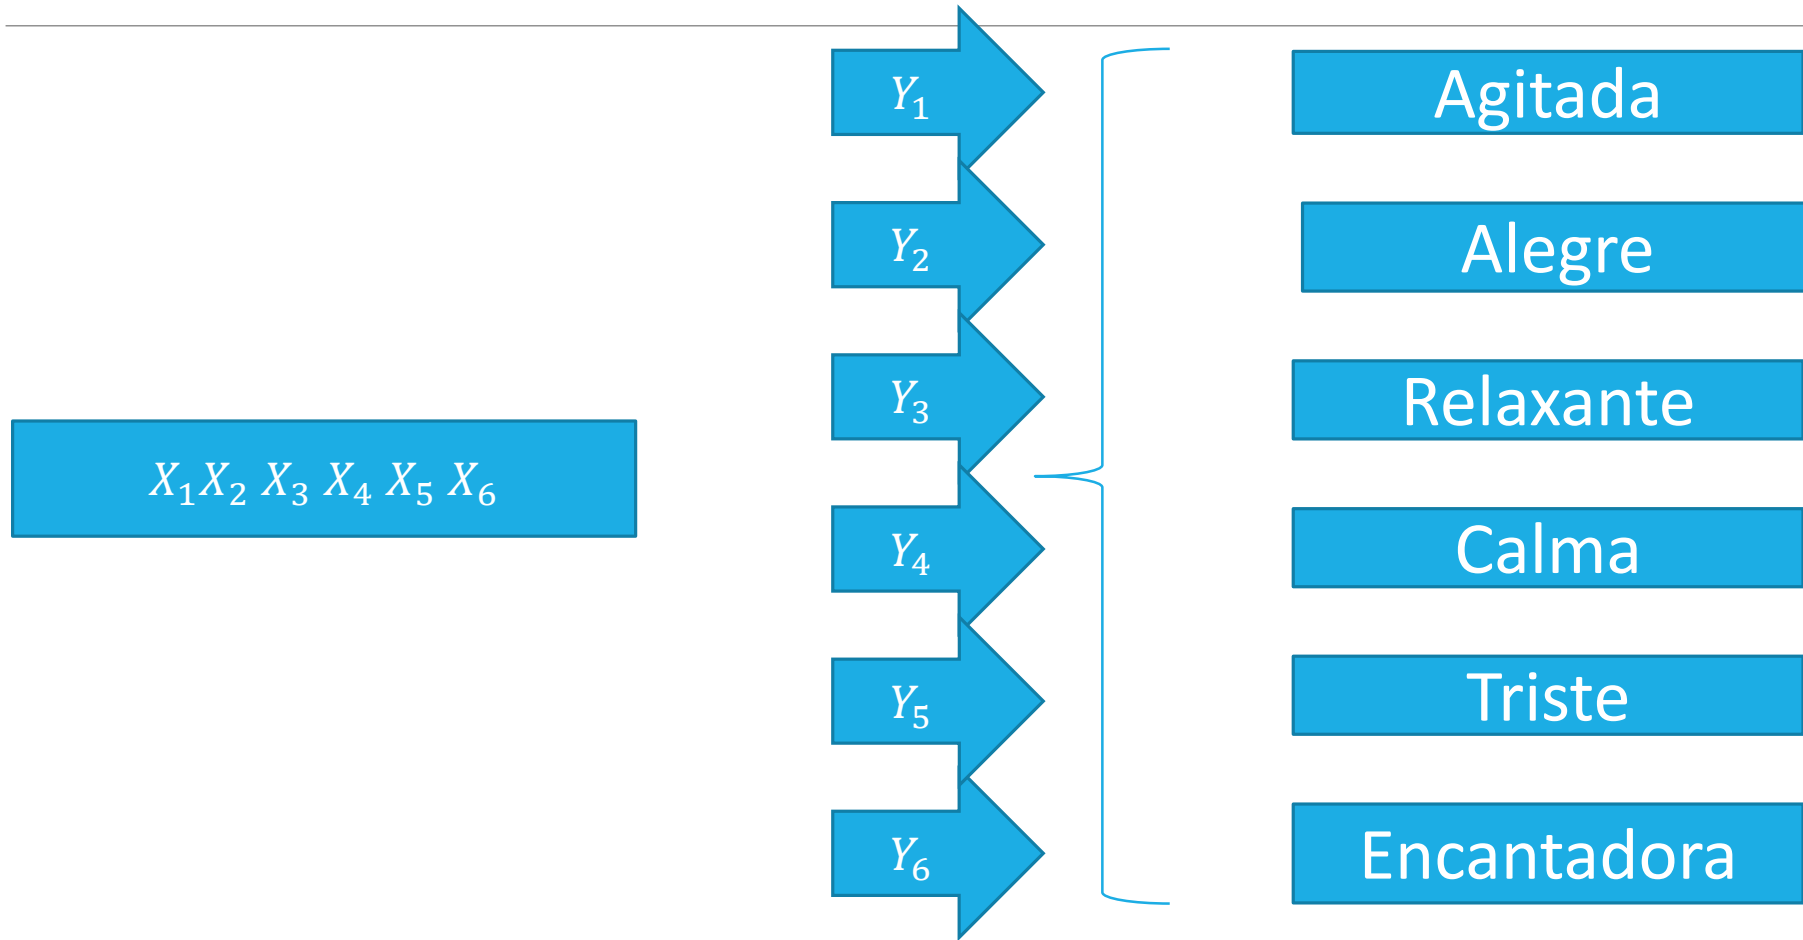 Y₁
Agitada
Y₂
Alegre
Y₃
Relaxante
X₁X₂ X₃ X₄ X₅ X₆
Y₄
Calma
Y₅
Triste
Y₆
Encantadora